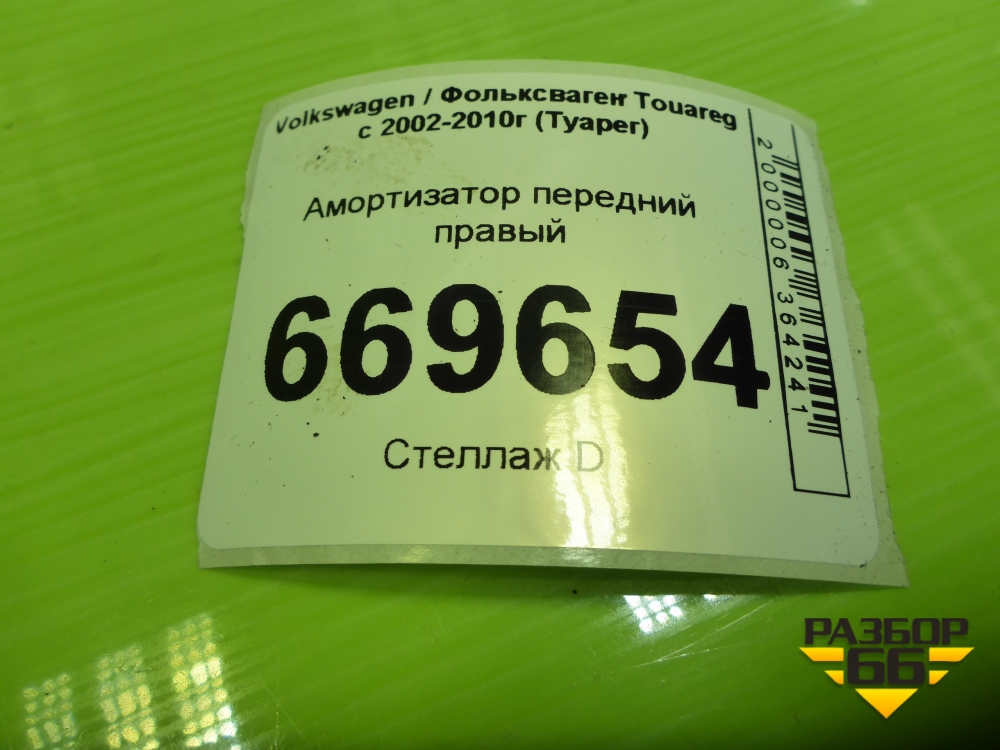 Volkswagen / Фольксваген Touareg
с 2002-2010г (Туарег)
Амортизатор передний
правый
669654
Стеллаж D
2000006364241
РАЗБОР
66